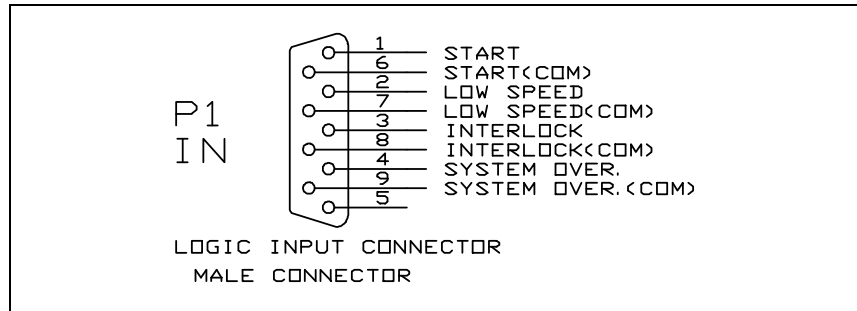 P1
IN
1 START
6 START(COM)
2 LOW SPEED
7 LOW SPEED(COM)
3 INTERLOCK
8 INTERLOCK(COM)
4 SYSTEM OVER.
9 SYSTEM OVER.(COM)
5
LOGIC INPUT CONNECTOR
MALE CONNECTOR